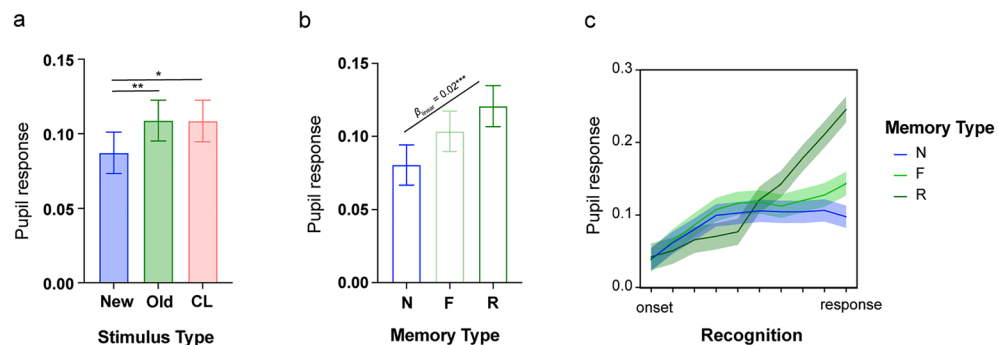 a
Pupil response
0.15
0.10
0.05
0.00
*
**
New Old CL
Stimulus Type
b
Pupil response
0.15
0.10
0.05
0.00
βlinear = 0.02***
N F R
Memory Type
c
Pupil response
0.3
0.2
0.1
0.0
onset response
Recognition
Memory Type
N
F
R